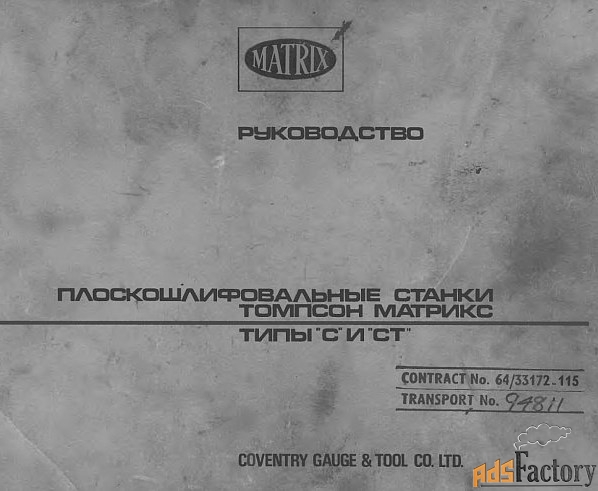 MATRIX
РУКОВОДСТВО
ПЛОСКОШЛИФОВАЛЬНЫЕ СТАНКИ
ТОМПСОН МАТРИКС
ТИПЫ "С" И "СТ"
CONTRACT No. 64/33172-115
TRANSPORT No. 94811
COVENTRY GAUGE & TOOL CO. LTD.
AdsFactory